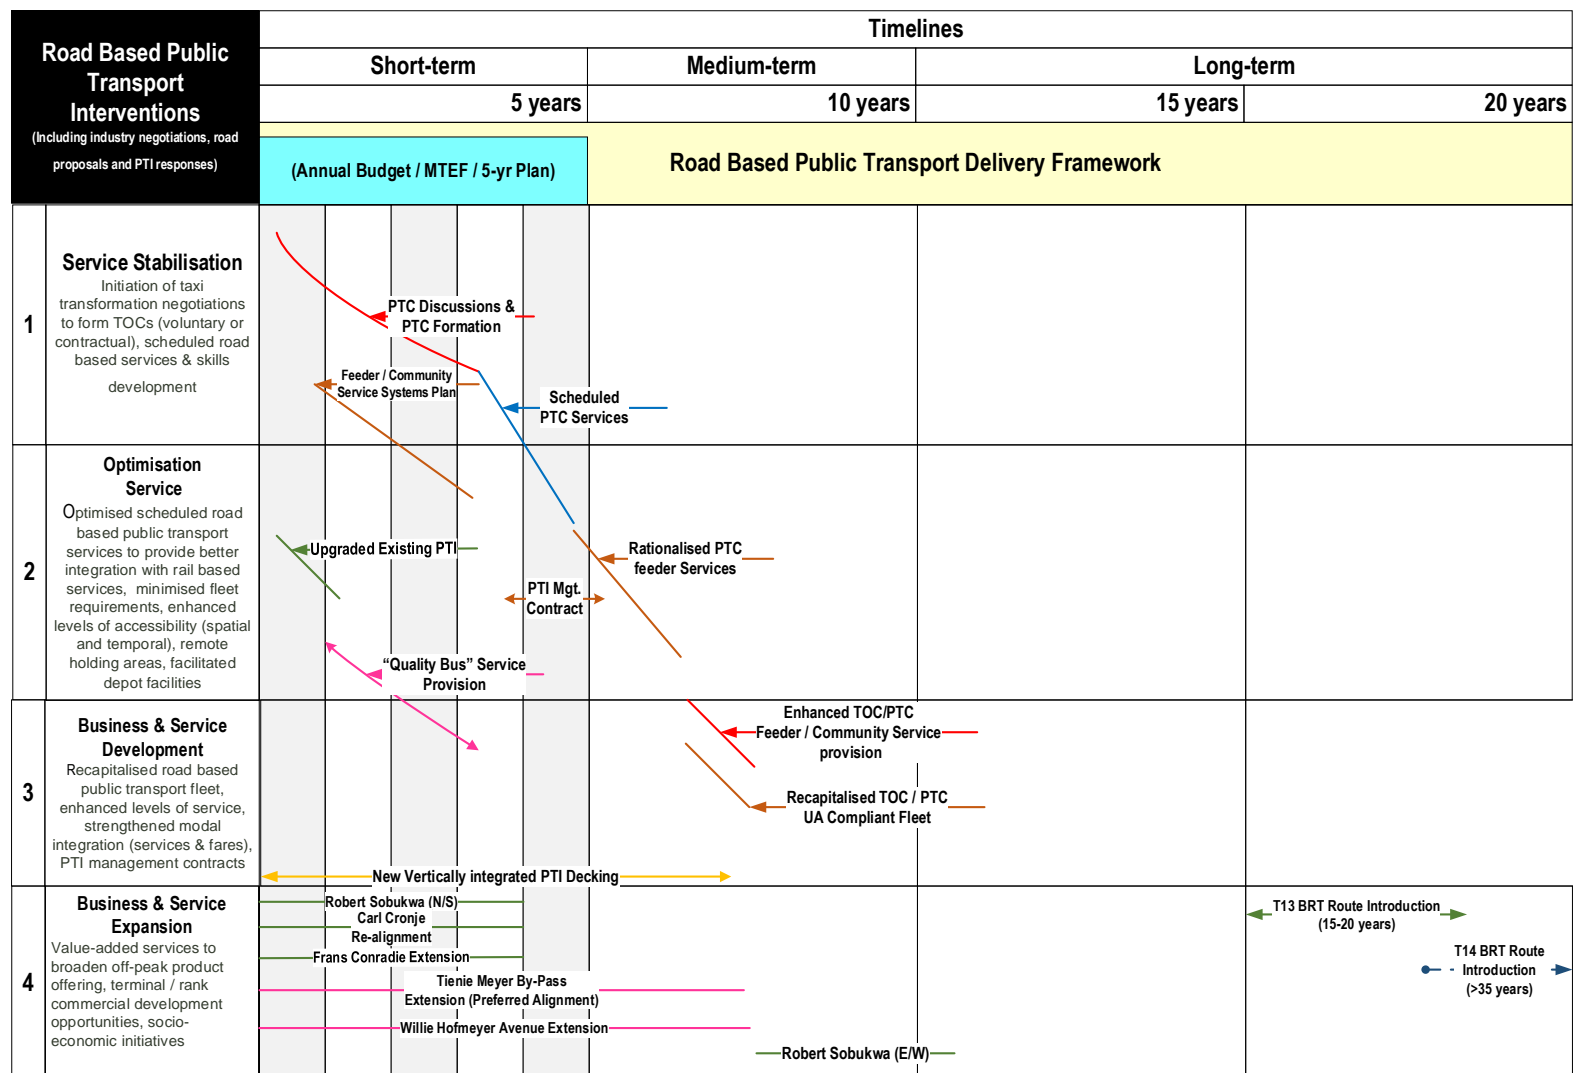 Road Based Public
Transport
Interventions
(Including industry negotiations, road
proposals and PTI responses)
Timelines
Short-term
Medium-term
Long-term
5 years
10 years
15 years
20 years
(Annual Budget / MTEF / 5-yr Plan)
Road Based Public Transport Delivery Framework
1
Service Stabilisation
Initiation of taxi
transformation negotiations
to form TOCs (voluntary or
contractual), scheduled road
based services & skills
development
PTC Discussions &
PTC Formation
Feeder / Community
Service Systems Plan
Scheduled
PTC Services
2
Optimisation
Service
Optimised scheduled road
based public transport
services to provide better
integration with rail based
services, minimised fleet
requirements, enhanced
levels of accessibility (spatial
and temporal), remote
holding areas, facilitated
depot facilities
Upgraded Existing PTI
Rationalised PTC
feeder Services
PTI Mgt.
Contract
“Quality Bus” Service
Provision
3
Business & Service
Development
Recapitalised road based
public transport fleet,
enhanced levels of service,
strengthened modal
integration (services & fares),
PTI management contracts
Enhanced TOC/PTC
Feeder / Community Service
provision
Recapitalised TOC / PTC
UA Compliant Fleet
New Vertically integrated PTI Decking
4
Business & Service
Expansion
Value-added services to
broaden off-peak product
offering, terminal / rank
commercial development
opportunities, socio-
economic initiatives
Robert Sobukwa (N/S)
Carl Cronje
Re-alignment
Frans Conradie Extension
Tienie Meyer By-Pass
Extension (Preferred Alignment)
Willie Hofmeyer Avenue Extension
Robert Sobukwa (E/W)
T13 BRT Route Introduction
(15-20 years)
T14 BRT Route
Introduction
(>35 years)